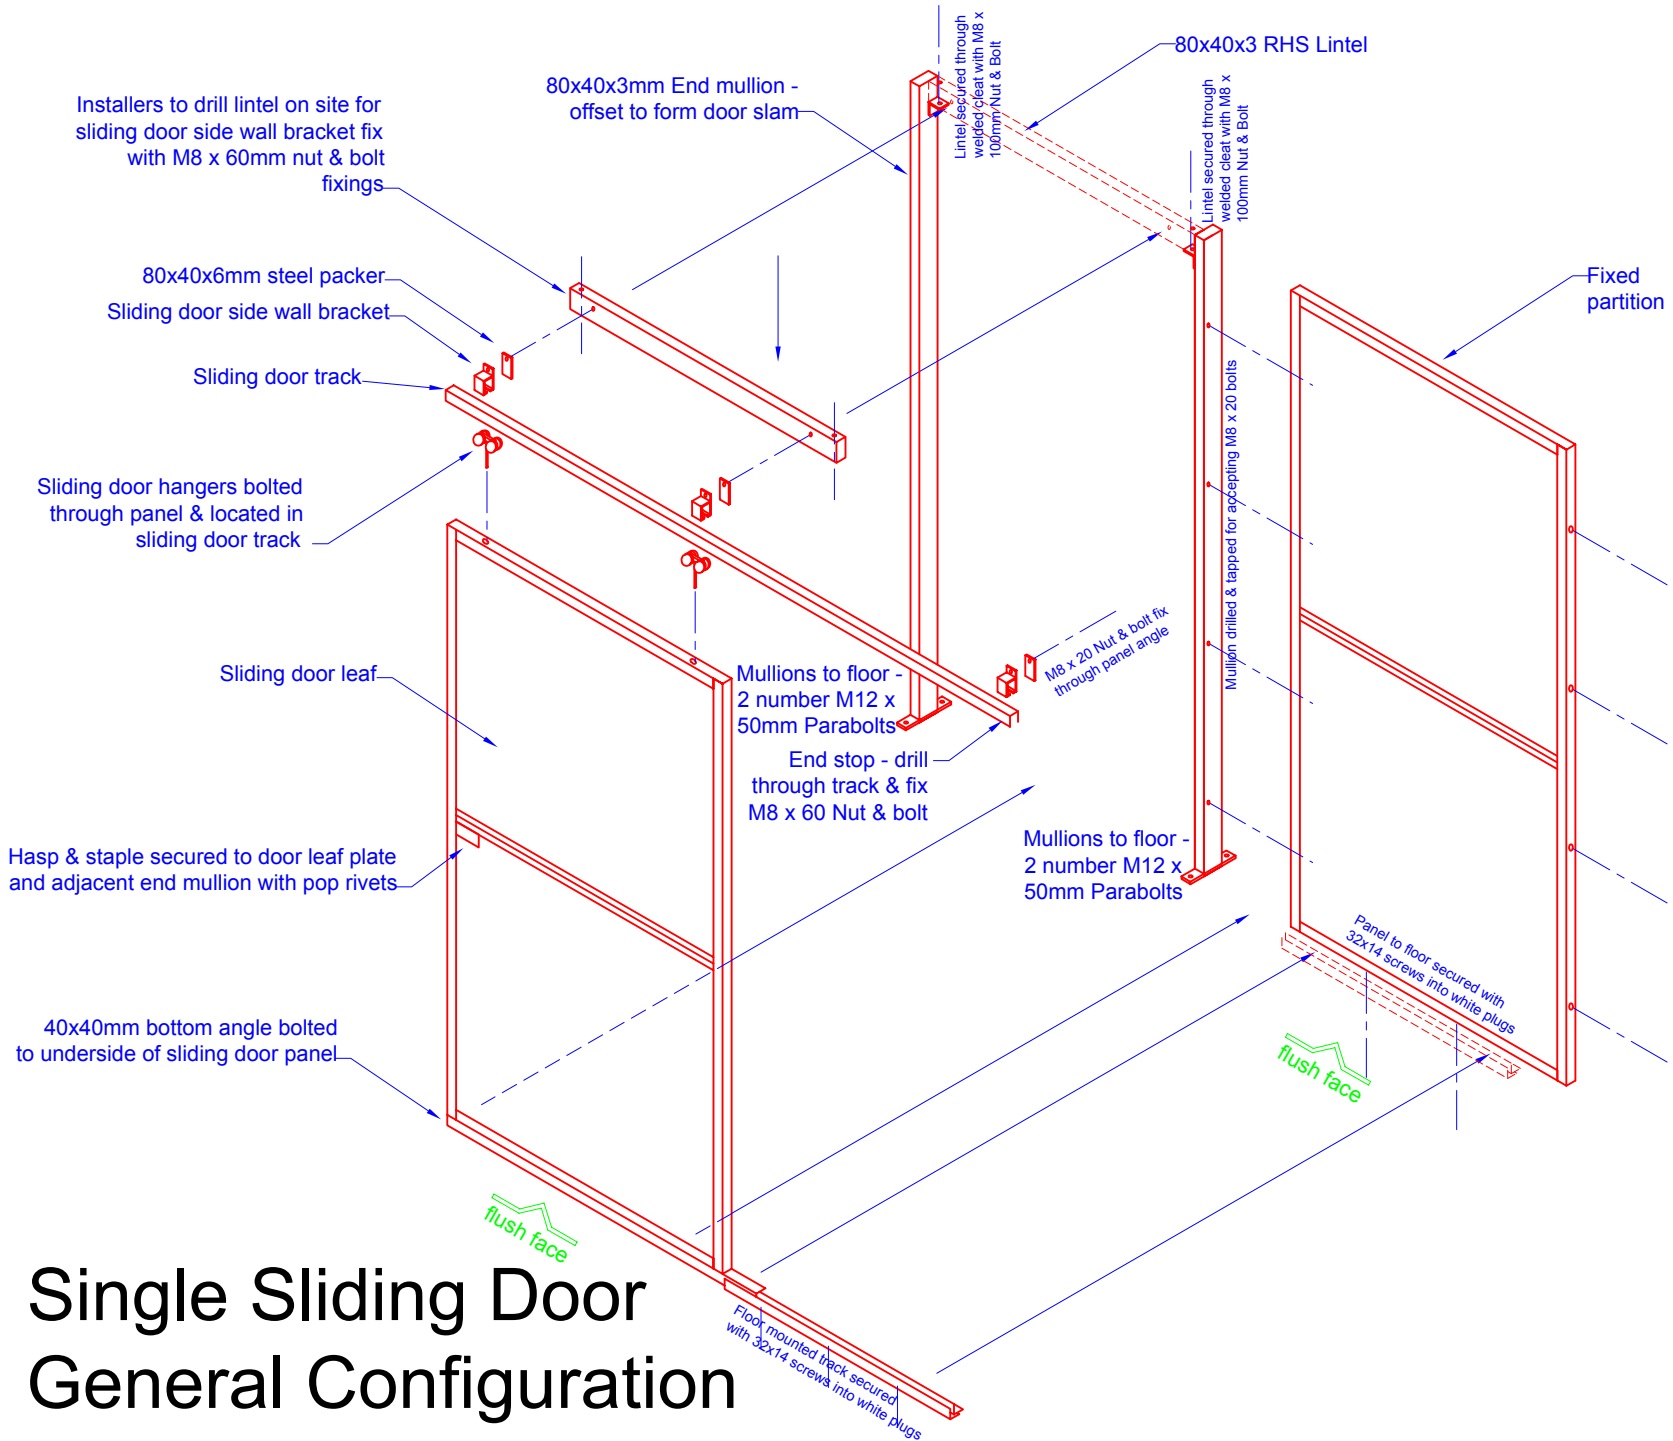 Lintel secured through
welded cleat with M8 x
100mm Nut & Bolt
80x40x3 RHS Lintel
80x40x3mm End mullion -
offset to form door slam
Installers to drill lintel on site for
sliding door side wall bracket fix
with M8 x 60mm nut & bolt
fixings
Lintel secured through
welded cleat with M8 x
100mm Nut & Bolt
80x40x6mm steel packer
Sliding door side wall bracket
Fixed
partition
Sliding door track
Mullion drilled & tapped for accepting M8 x 20 bolts
Sliding door hangers bolted
through panel & located in
sliding door track
M8 x 20 Nut & bolt fix
through panel angle
Sliding door leaf
Mullions to floor -
2 number M12 x
50mm Parabolts
End stop - drill
through track & fix
M8 x 60 Nut & bolt
Mullions to floor -
2 number M12 x
50mm Parabolts
Hasp & staple secured to door leaf plate
and adjacent end mullion with pop rivets
Panel to floor secured with
32x14 screws into white plugs
40x40mm bottom angle bolted
to underside of sliding door panel
flush face
flush face
Single Sliding Door
General Configuration
Floor mounted track secured
with 32x14 screws into white plugs